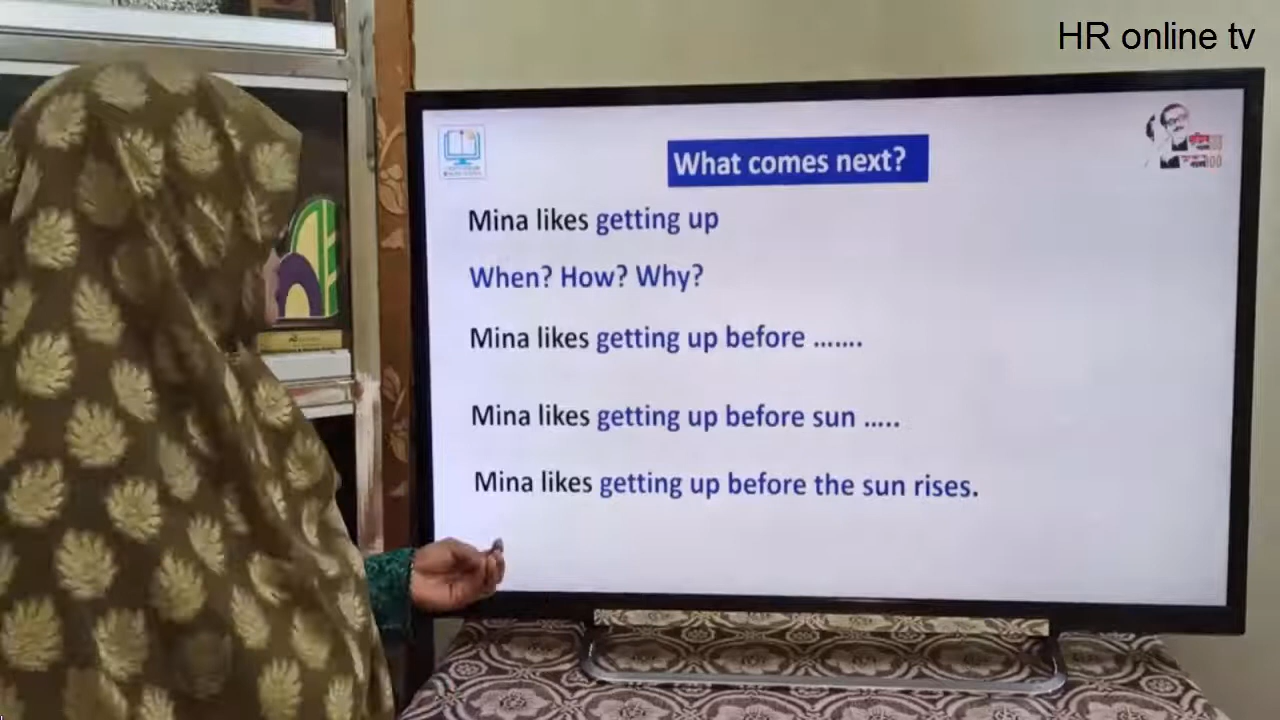 HR online tv
What comes next?
Mina likes getting up
When? How? Why?
Mina likes getting up before .......
Mina likes getting up before sun .....
Mina likes getting up before the sun rises.